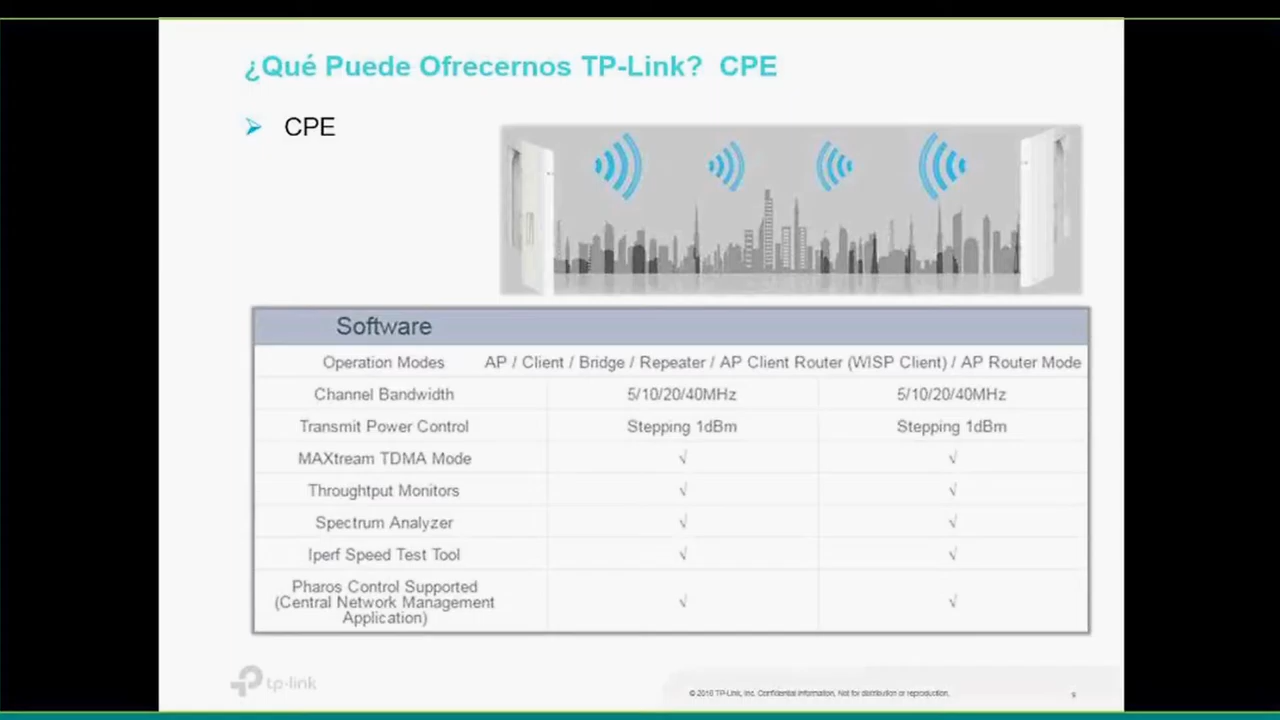 ¿Qué Puede Ofrecernos TP-Link? CPE
➢ CPE
Software
Operation Modes AP / Client / Bridge / Repeater / AP Client Router (WISP Client) / AP Router Mode
Channel Bandwidth 5/10/20/40MHz 5/10/20/40MHz
Transmit Power Control Stepping 1dBm Stepping 1dBm
MAXtream TDMA Mode √ √
Throughtput Monitors √ √
Spectrum Analyzer √ √
Iperf Speed Test Tool √ √
Pharos Control Supported
(Central Network Management √ √
Application)
tp-link
© 2016 TP-Link, Inc. Confidential information, Not for distribution or reproduction.
9